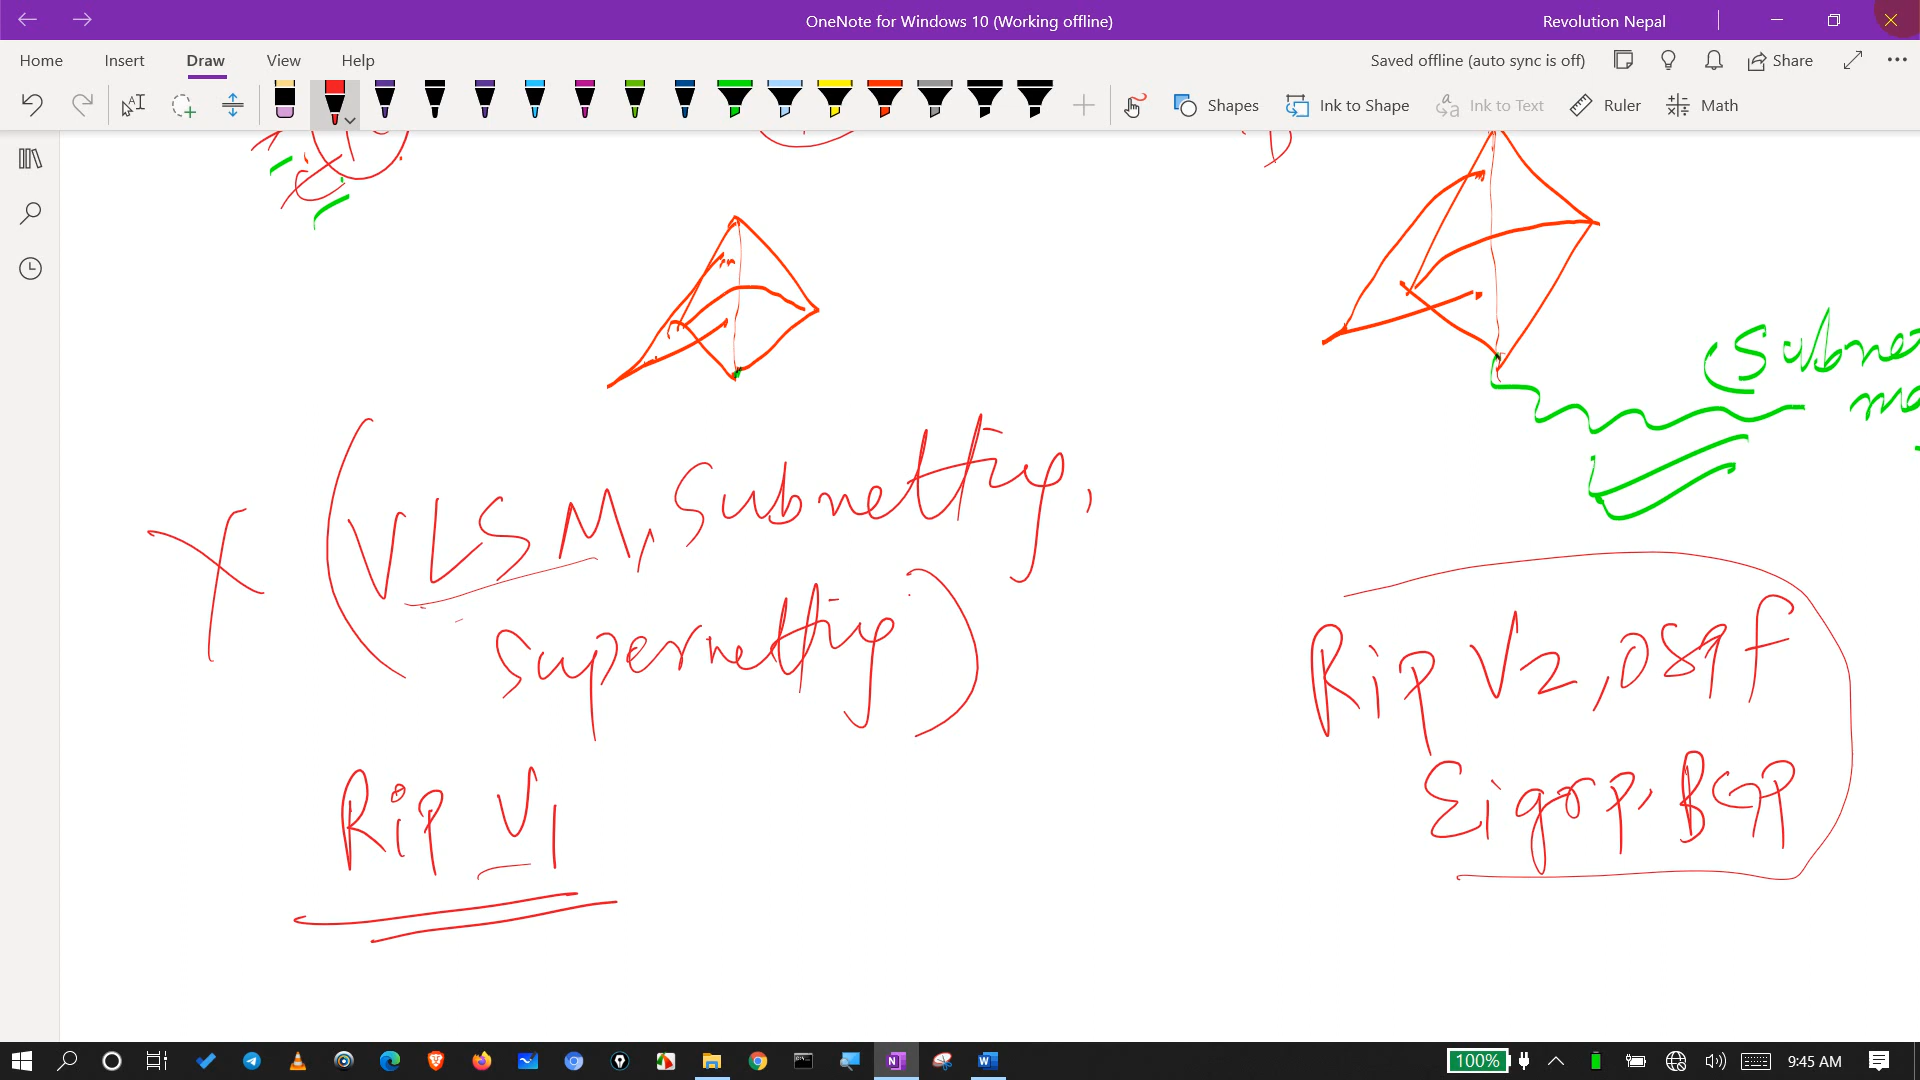 OneNote for Windows 10 (Working offline)
Revolution Nepal
Home Insert Draw View Help
Saved offline (auto sync is off)
Share
Shapes
Ink to Shape
Ink to Text
Ruler
Math
(Subne
X (VLSM, Subnetting,
Supernetting)
Rip V1
Rip V2, OSPF
Eigrp, BGP
100%
9:45 AM